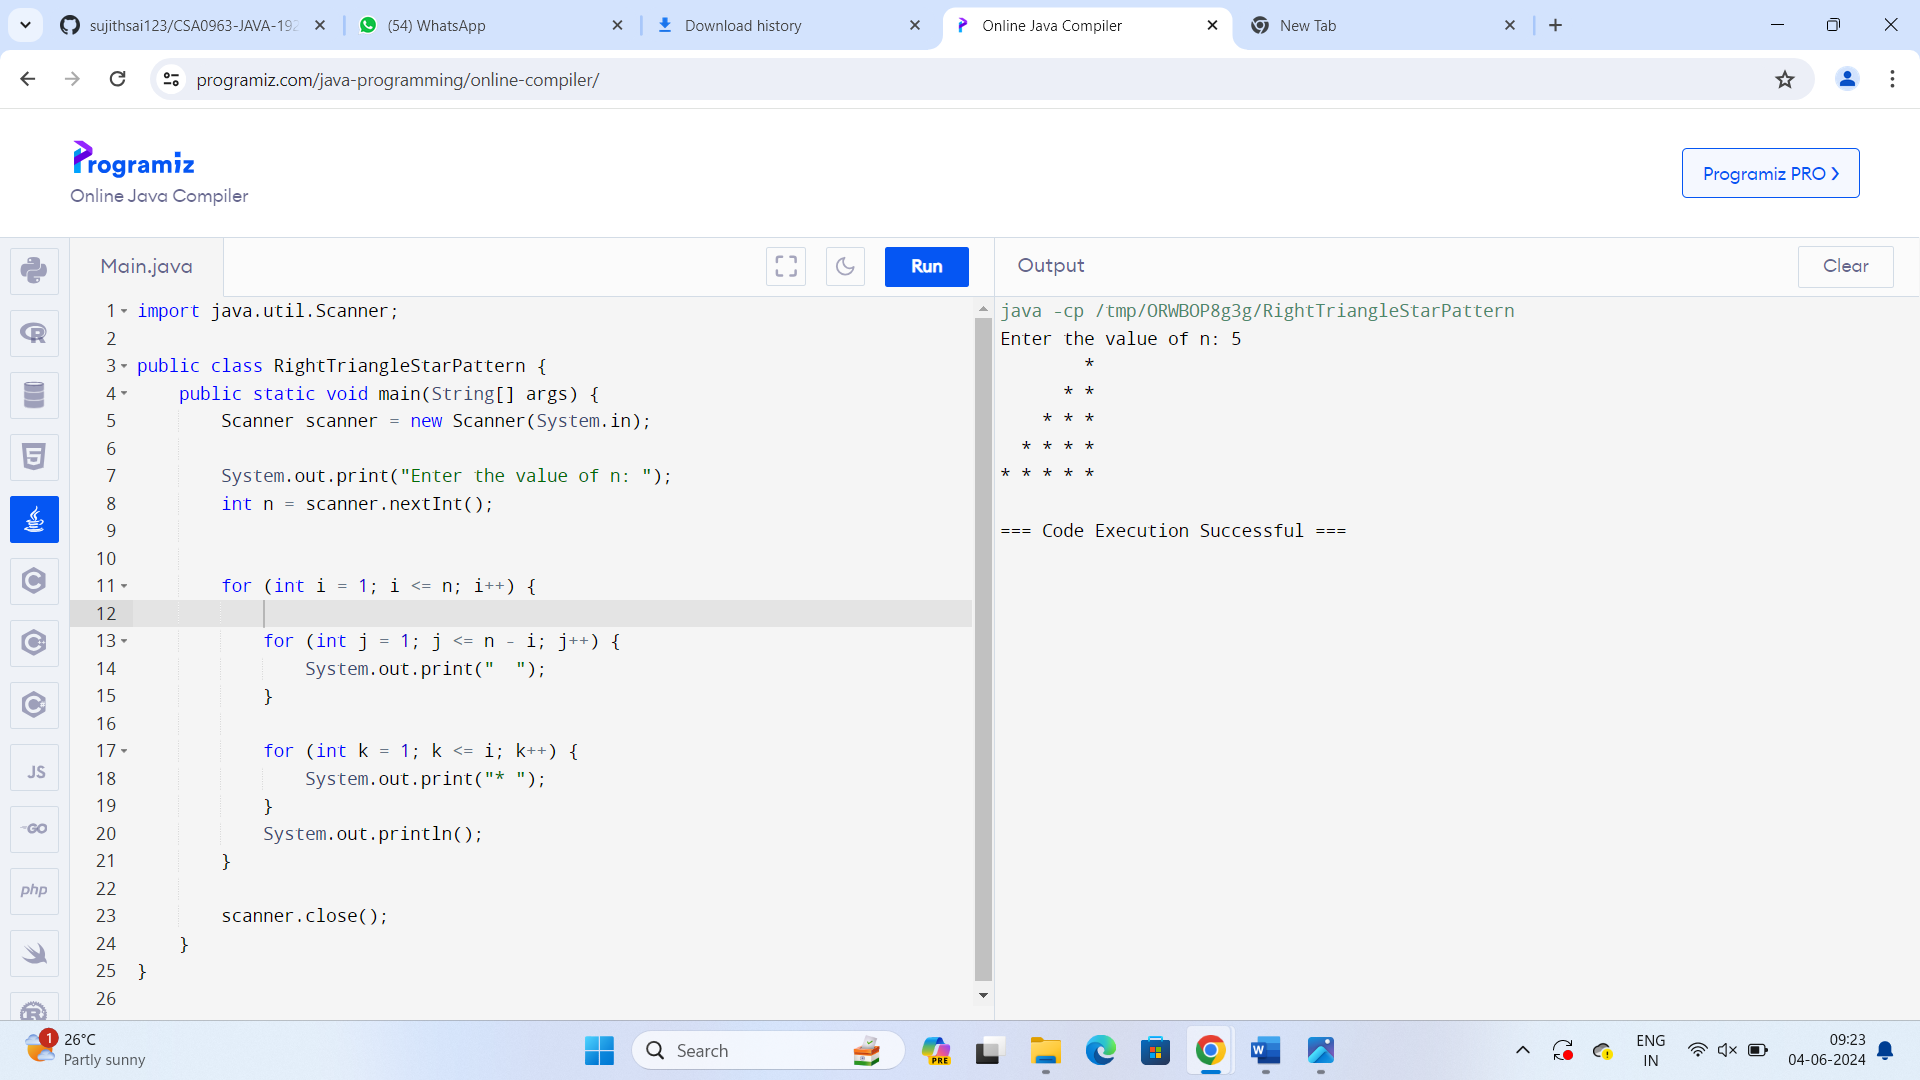 sujithsai123/CSA0963-JAVA-192
(54) WhatsApp
Download history
Online Java Compiler
New Tab
programiz.com/java-programming/online-compiler/
Programiz
Online Java Compiler
Programiz PRO
Main.java
Run
Output
Clear
1 import java.util.Scanner;
2
3 public class RightTriangleStarPattern {
4     public static void main(String[] args) {
5         Scanner scanner = new Scanner(System.in);
6
7         System.out.print("Enter the value of n: ");
8         int n = scanner.nextInt();
9
10
11         for (int i = 1; i <= n; i++) {
12
13             for (int j = 1; j <= n - i; j++) {
14                 System.out.print("  ");
15             }
16
17             for (int k = 1; k <= i; k++) {
18                 System.out.print("* ");
19             }
20             System.out.println();
21         }
22
23         scanner.close();
24     }
25 }
26
java -cp /tmp/ORWBOP8g3g/RightTriangleStarPattern
Enter the value of n: 5
        *
      * *
    * * *
  * * * *
* * * * *
=== Code Execution Successful ===
JS
GO
php
1
26°C
Partly sunny
Search
PRE
ENG
IN
09:23
04-06-2024